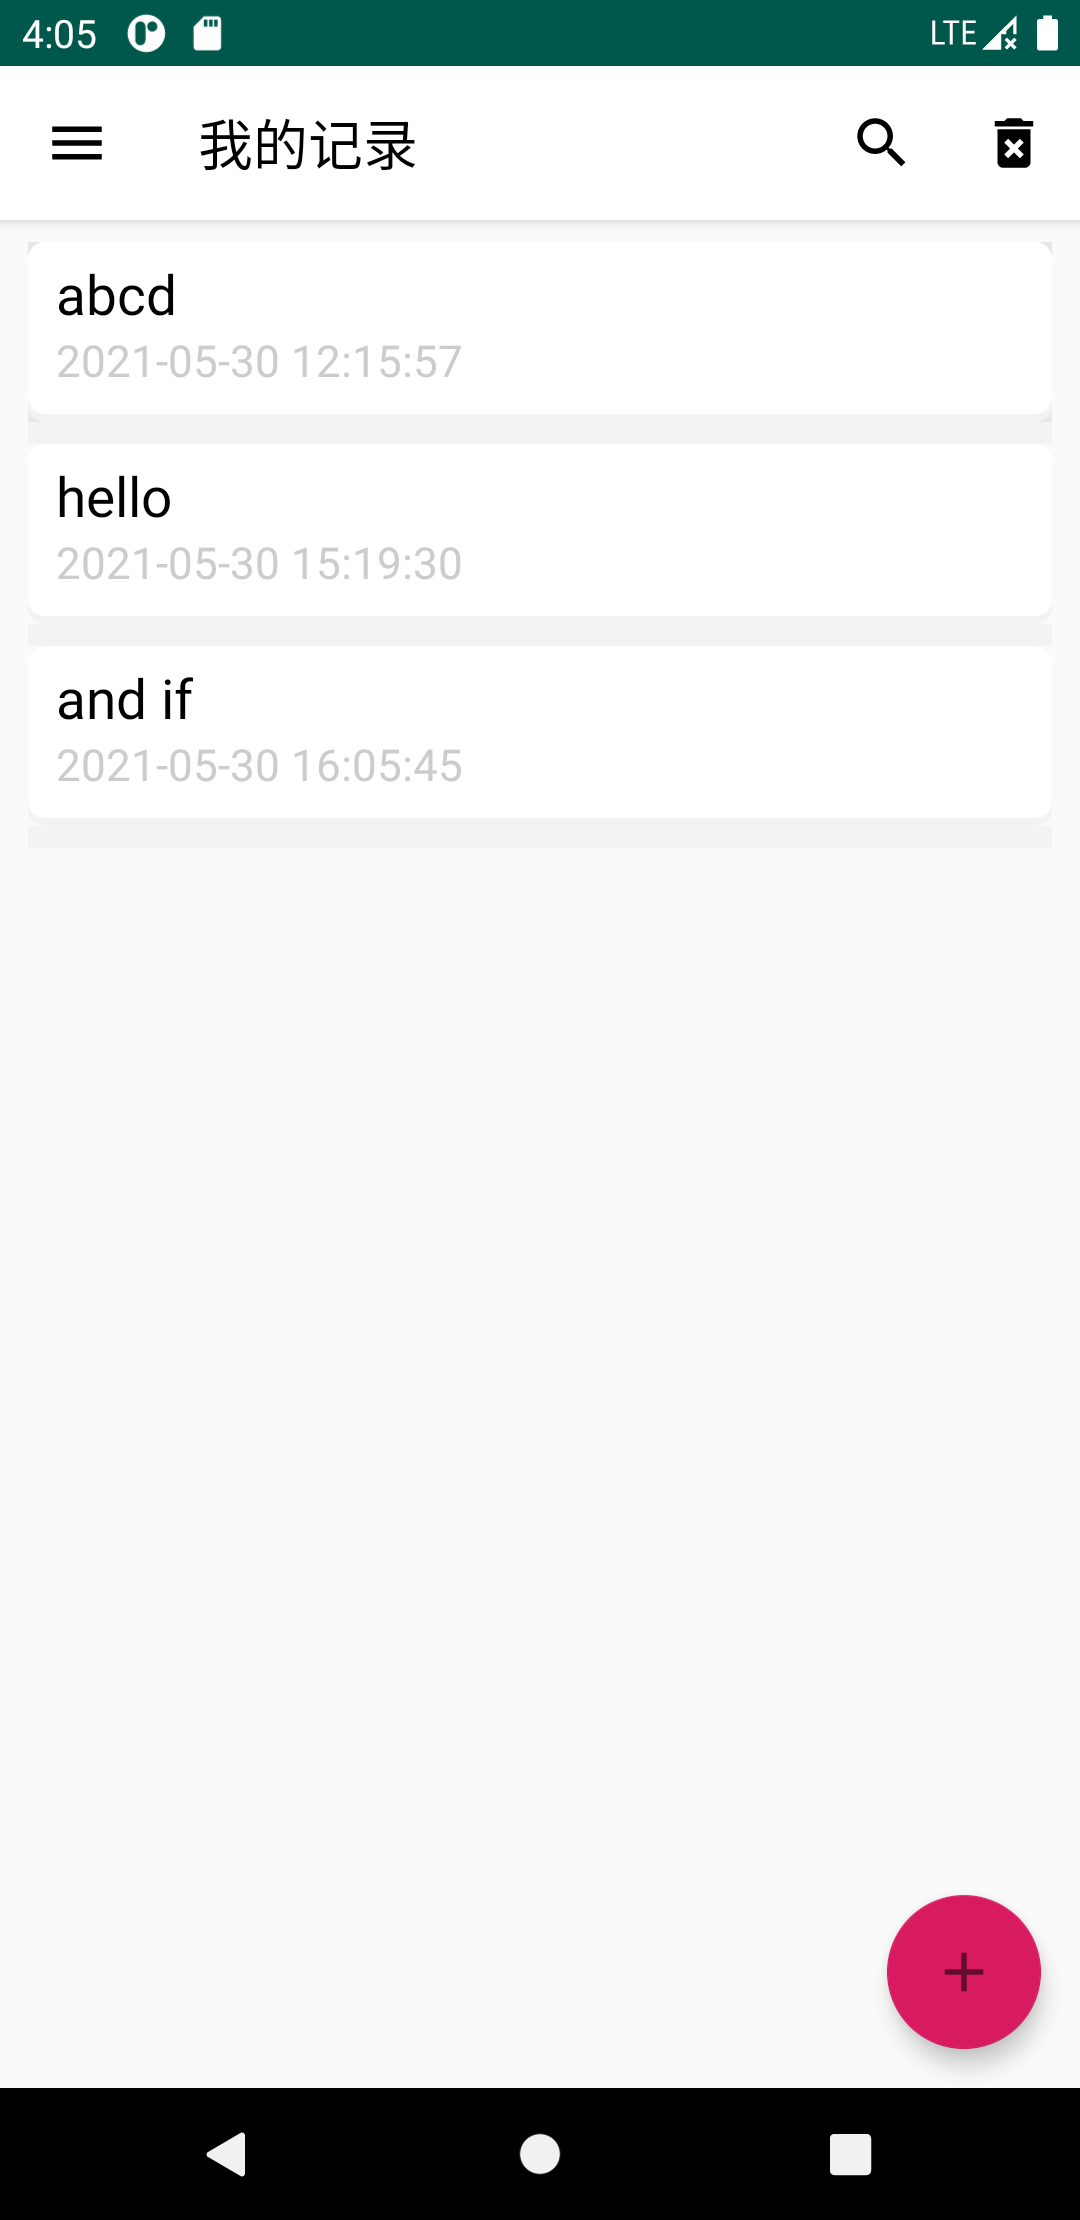 4:05 LTE
我的记录
abcd
2021-05-30 12:15:57
hello
2021-05-30 15:19:30
and if
2021-05-30 16:05:45